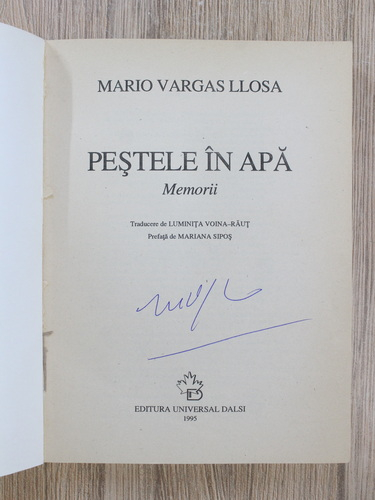 MARIO VARGAS LLOSA
PEŞTELE ÎN APĂ
Memorii
Traducere de LUMINIŢA VOINA-RĂUŢ
Prefaţă de MARIANA SIPOŞ
EDITURA UNIVERSAL DALSI
1995